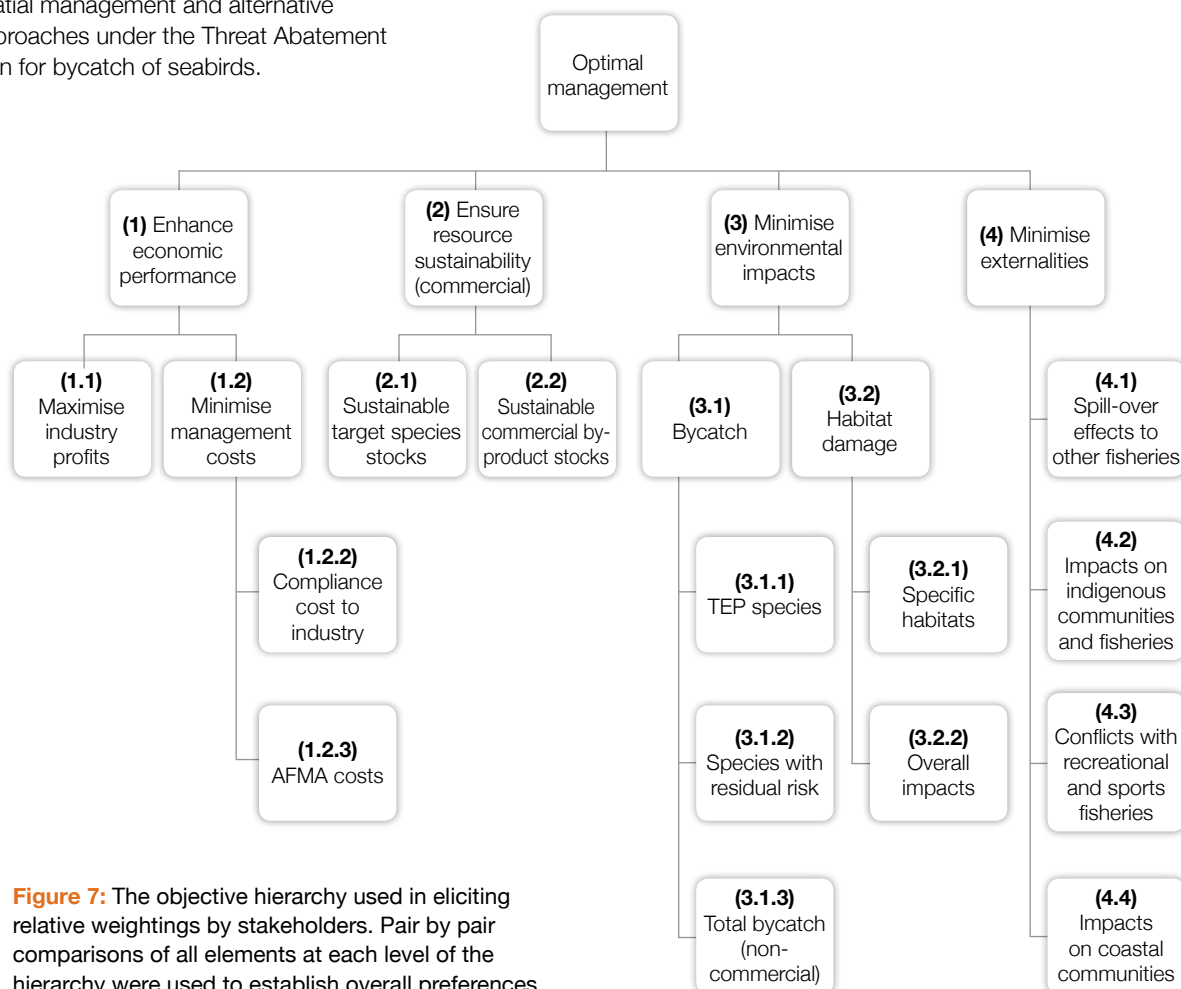 atial management and alternative
proaches under the Threat Abatement
n for bycatch of seabirds.
Optimal
management
(1) Enhance
economic
performance
(2) Ensure
resource
sustainability
(commercial)
(3) Minimise
environmental
impacts
(4) Minimise
externalities
(1.1)
Maximise
industry
profits
(1.2)
Minimise
management
costs
(2.1)
Sustainable
target species
stocks
(2.2)
Sustainable
commercial by-
product stocks
(3.1)
Bycatch
(3.2)
Habitat
damage
(4.1)
Spill-over
effects to
other fisheries
(1.2.2)
Compliance
cost to
industry
(3.1.1)
TEP species
(3.2.1)
Specific
habitats
(4.2)
Impacts on
indigenous
communities
and fisheries
(1.2.3)
AFMA costs
(3.1.2)
Species with
residual risk
(3.2.2)
Overall
impacts
(4.3)
Conflicts with
recreational
and sports
fisheries
(3.1.3)
Total bycatch
(non-
commercial)
(4.4)
Impacts
on coastal
communities
Figure 7: The objective hierarchy used in eliciting
relative weightings by stakeholders. Pair by pair
comparisons of all elements at each level of the
hierarchy were used to establish overall preferences